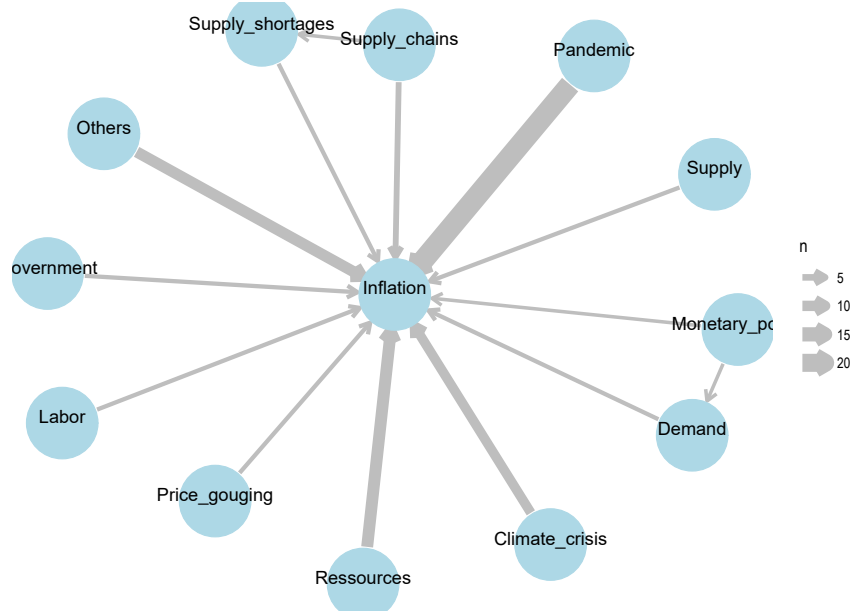 Supply_shortages
Supply_chains
Pandemic
Others
Supply
n
overnment
Inflation
5
10
Monetary_po
15
20
Labor
Demand
Price_gouging
Climate_crisis
Ressources